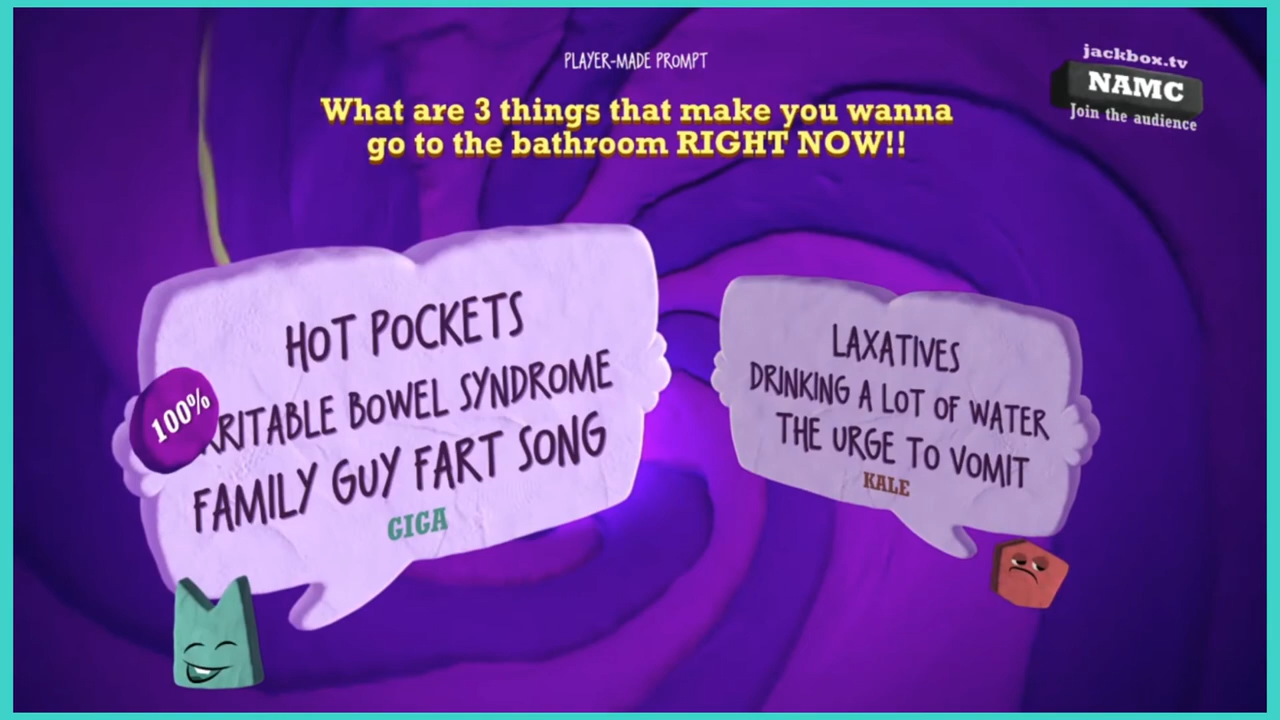 PLAYER-MADE PROMPT
What are 3 things that make you wanna
go to the bathroom RIGHT NOW!!
jackbox.tv
NAMC
Join the audience
HOT POCKETS
RRITABLE BOWEL SYNDROME
FAMILY GUY FART SONG
GIGA
100%
LAXATIVES
DRINKING A LOT OF WATER
THE URGE TO VOMIT
KALE